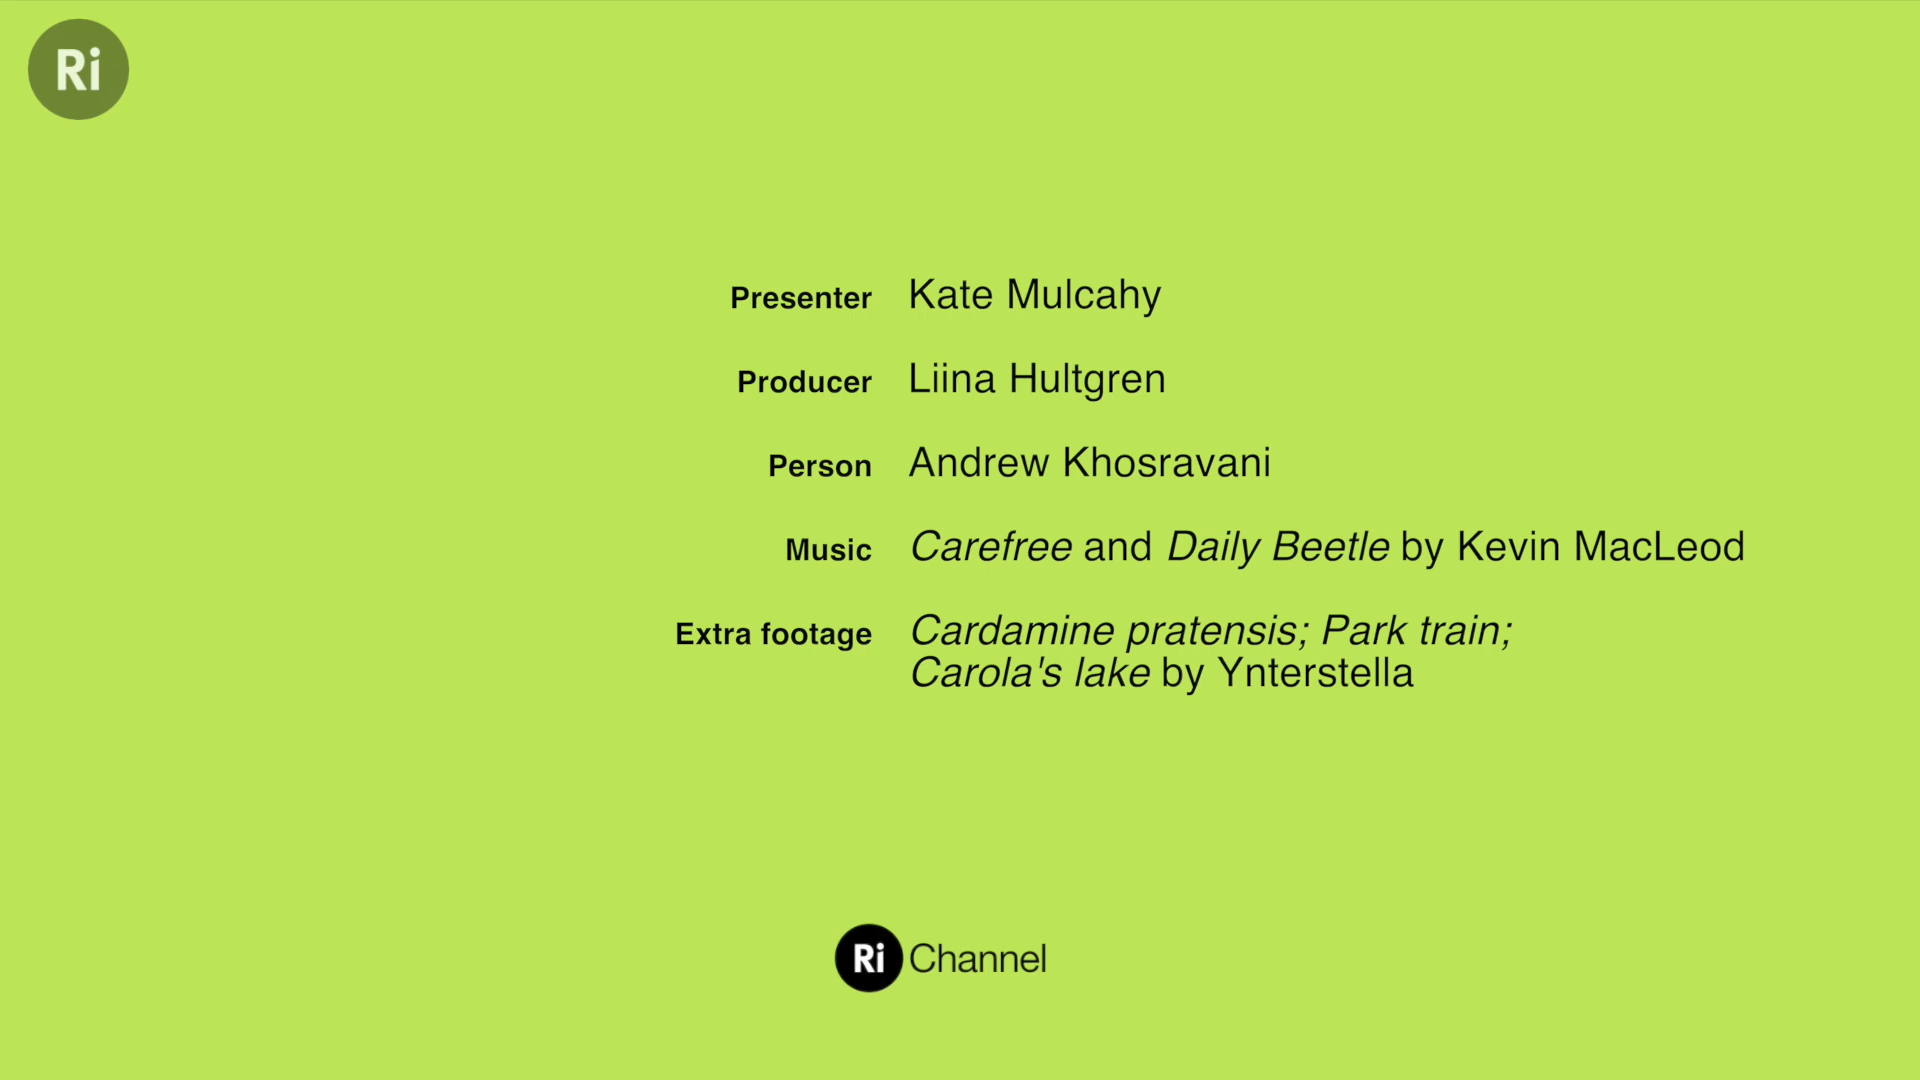 Ri
Presenter Kate Mulcahy
Producer Liina Hultgren
Person Andrew Khosravani
Music Carefree and Daily Beetle by Kevin MacLeod
Extra footage Cardamine pratensis; Park train;
Carola's lake by Ynterstella
Ri Channel